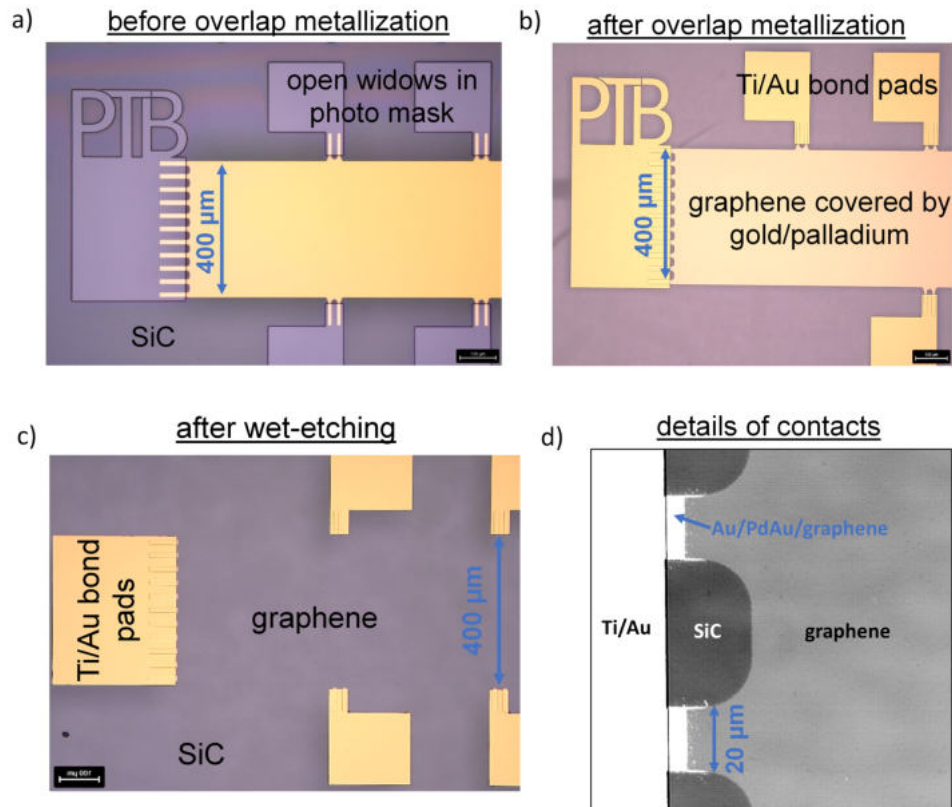 a)
before overlap metallization
open widows in
photo mask
PTB
400 µm
SiC
b)
after overlap metallization
Ti/Au bond pads
PTB
400 µm
graphene covered by
gold/palladium
c)
after wet-etching
Ti/Au bond
pads
graphene
400 µm
SiC
100 µm
d)
details of contacts
Au/PdAu/graphene
Ti/Au
SiC
graphene
20 µm